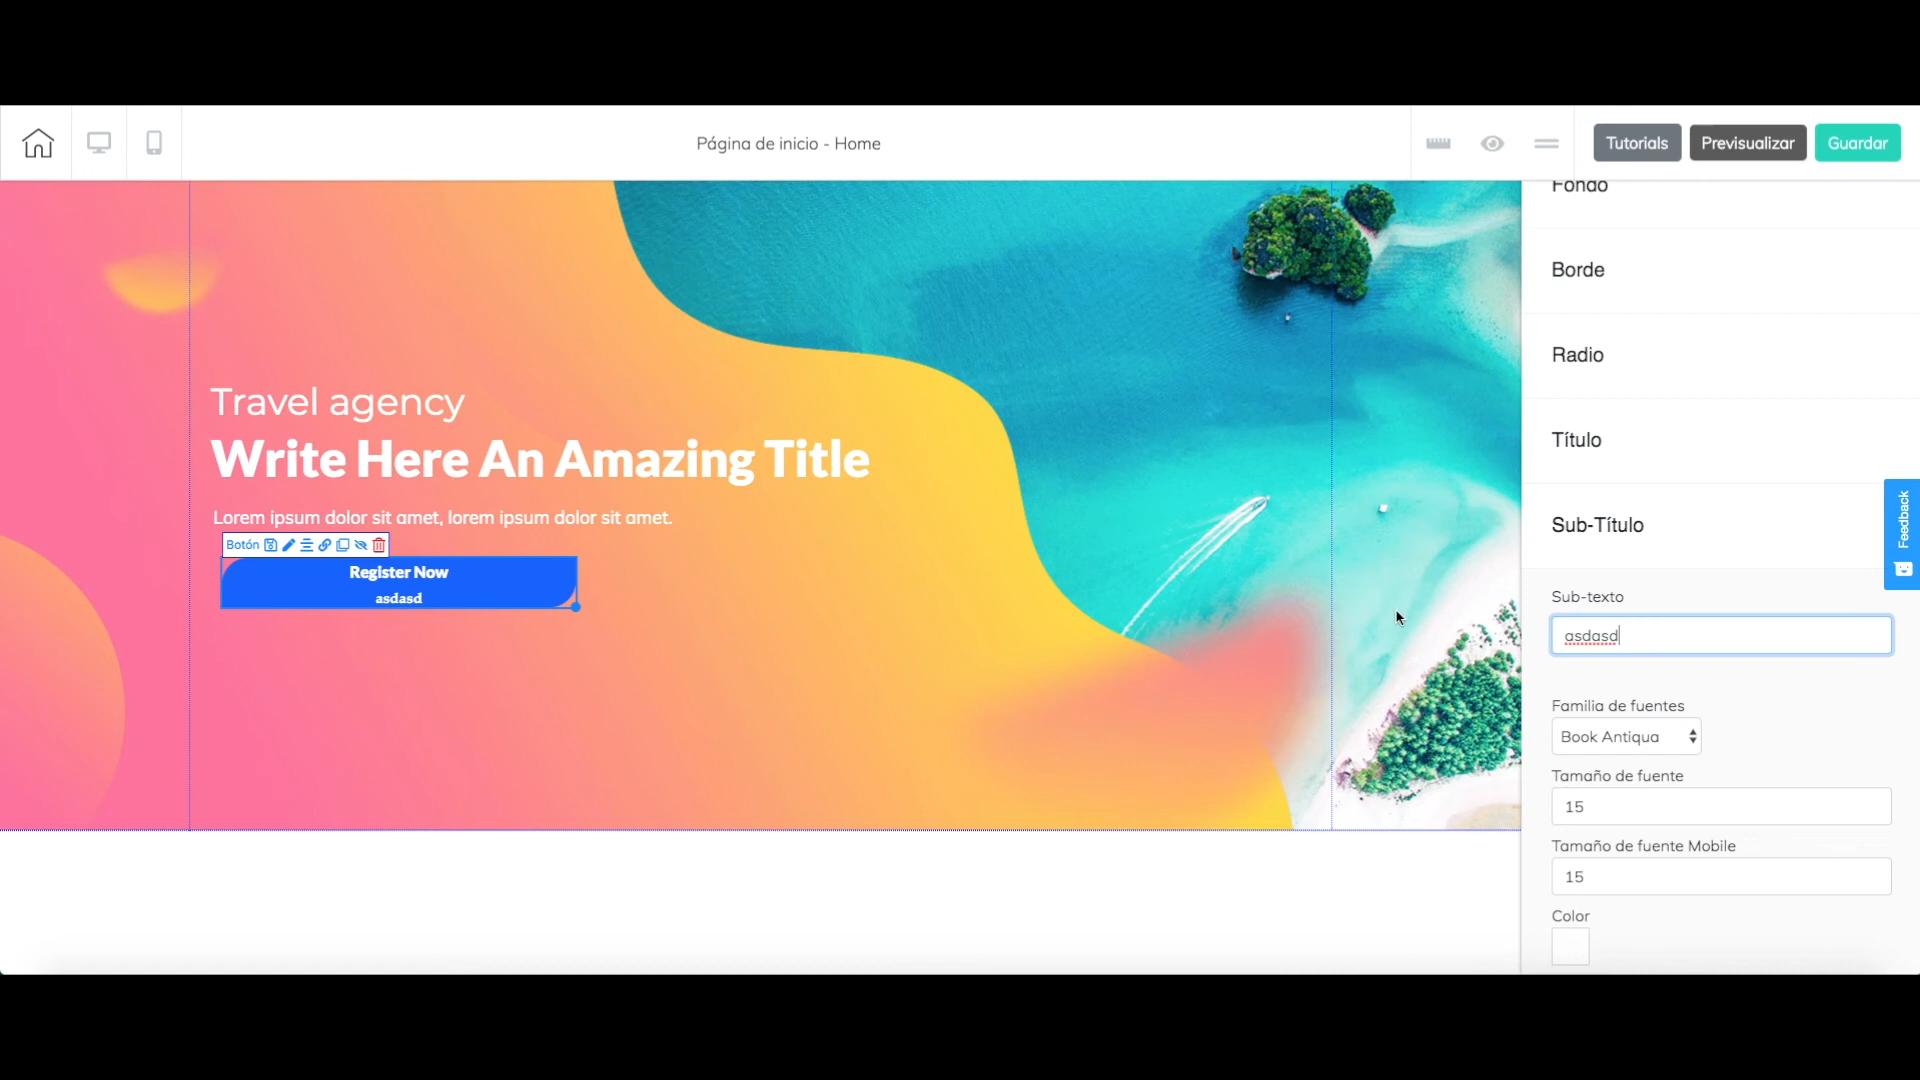 Página de inicio - Home
Tutorials
Previsualizar
Guardar
Fondo
Borde
Radio
Título
Sub-Título
Feedback
Sub-texto
asdasd
Familia de fuentes
Book Antiqua
Tamaño de fuente
15
Tamaño de fuente Mobile
15
Color
Travel agency
Write Here An Amazing Title
Lorem ipsum dolor sit amet, lorem ipsum dolor sit amet.
Botón
Register Now
asdasd